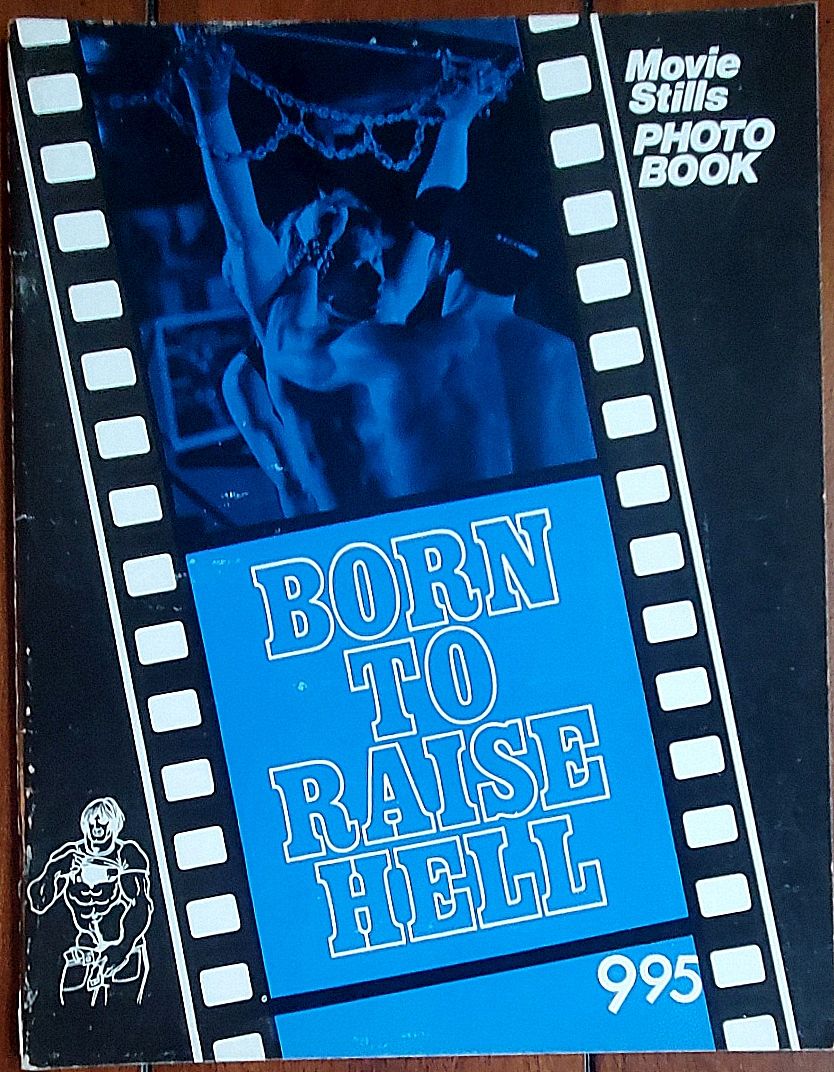 Movie
Stills
PHOTO
BOOK
BORN
TO
RAISE
HELL
995